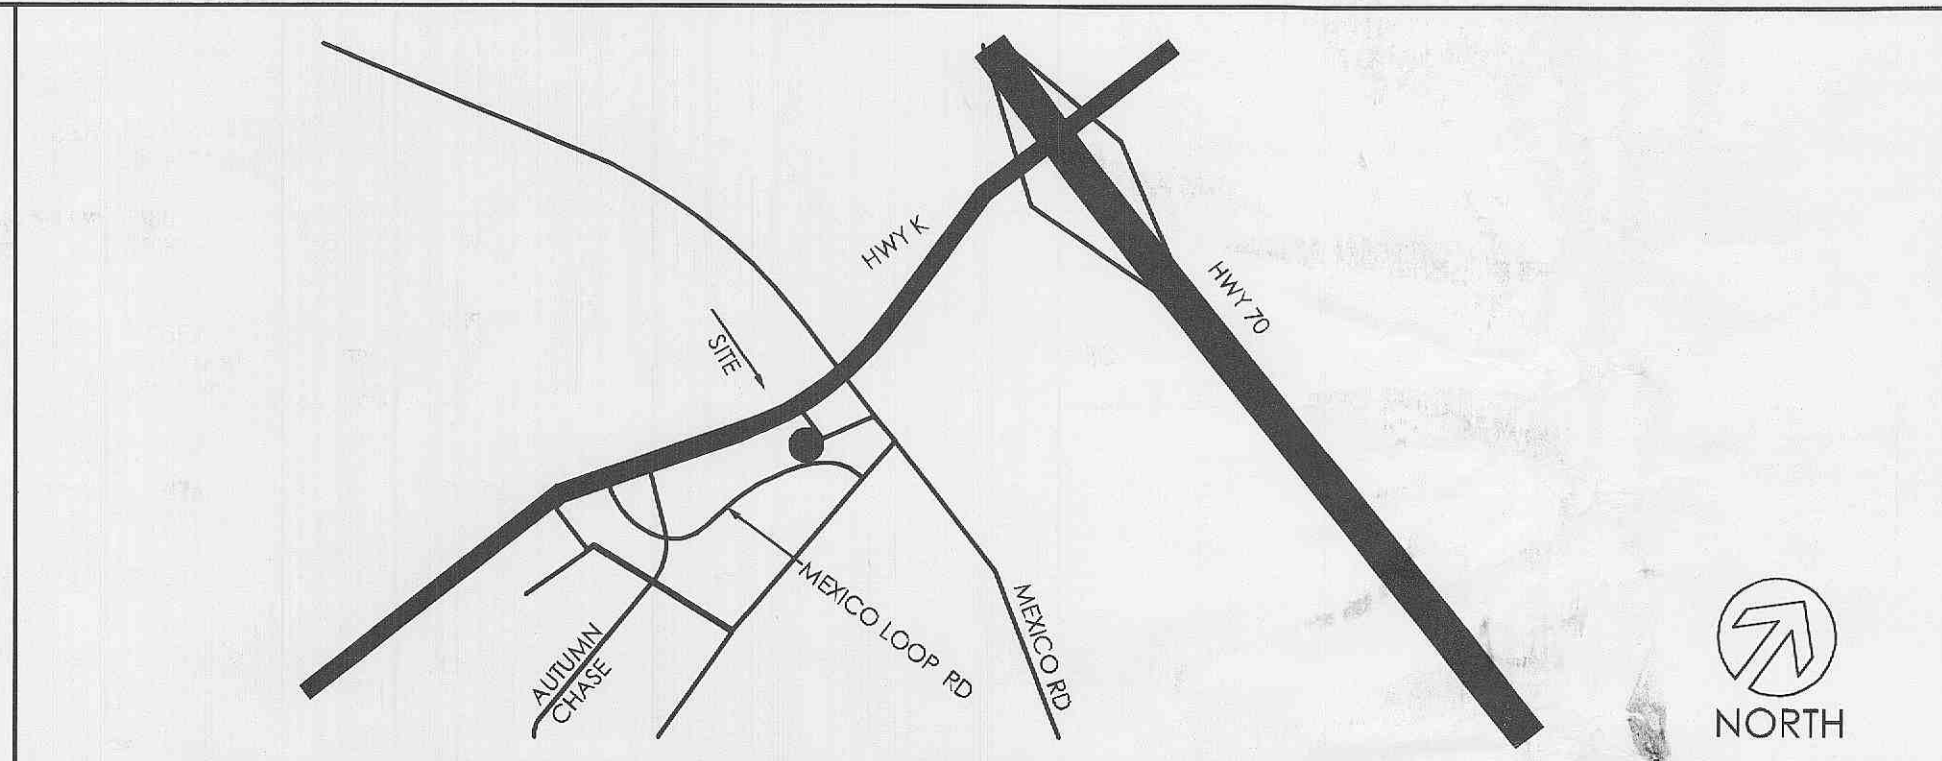 HWY K
HWY 70
SITE
MEXICO LOOP RD
MEXICO RD
AUTUMN
CHASE
NORTH